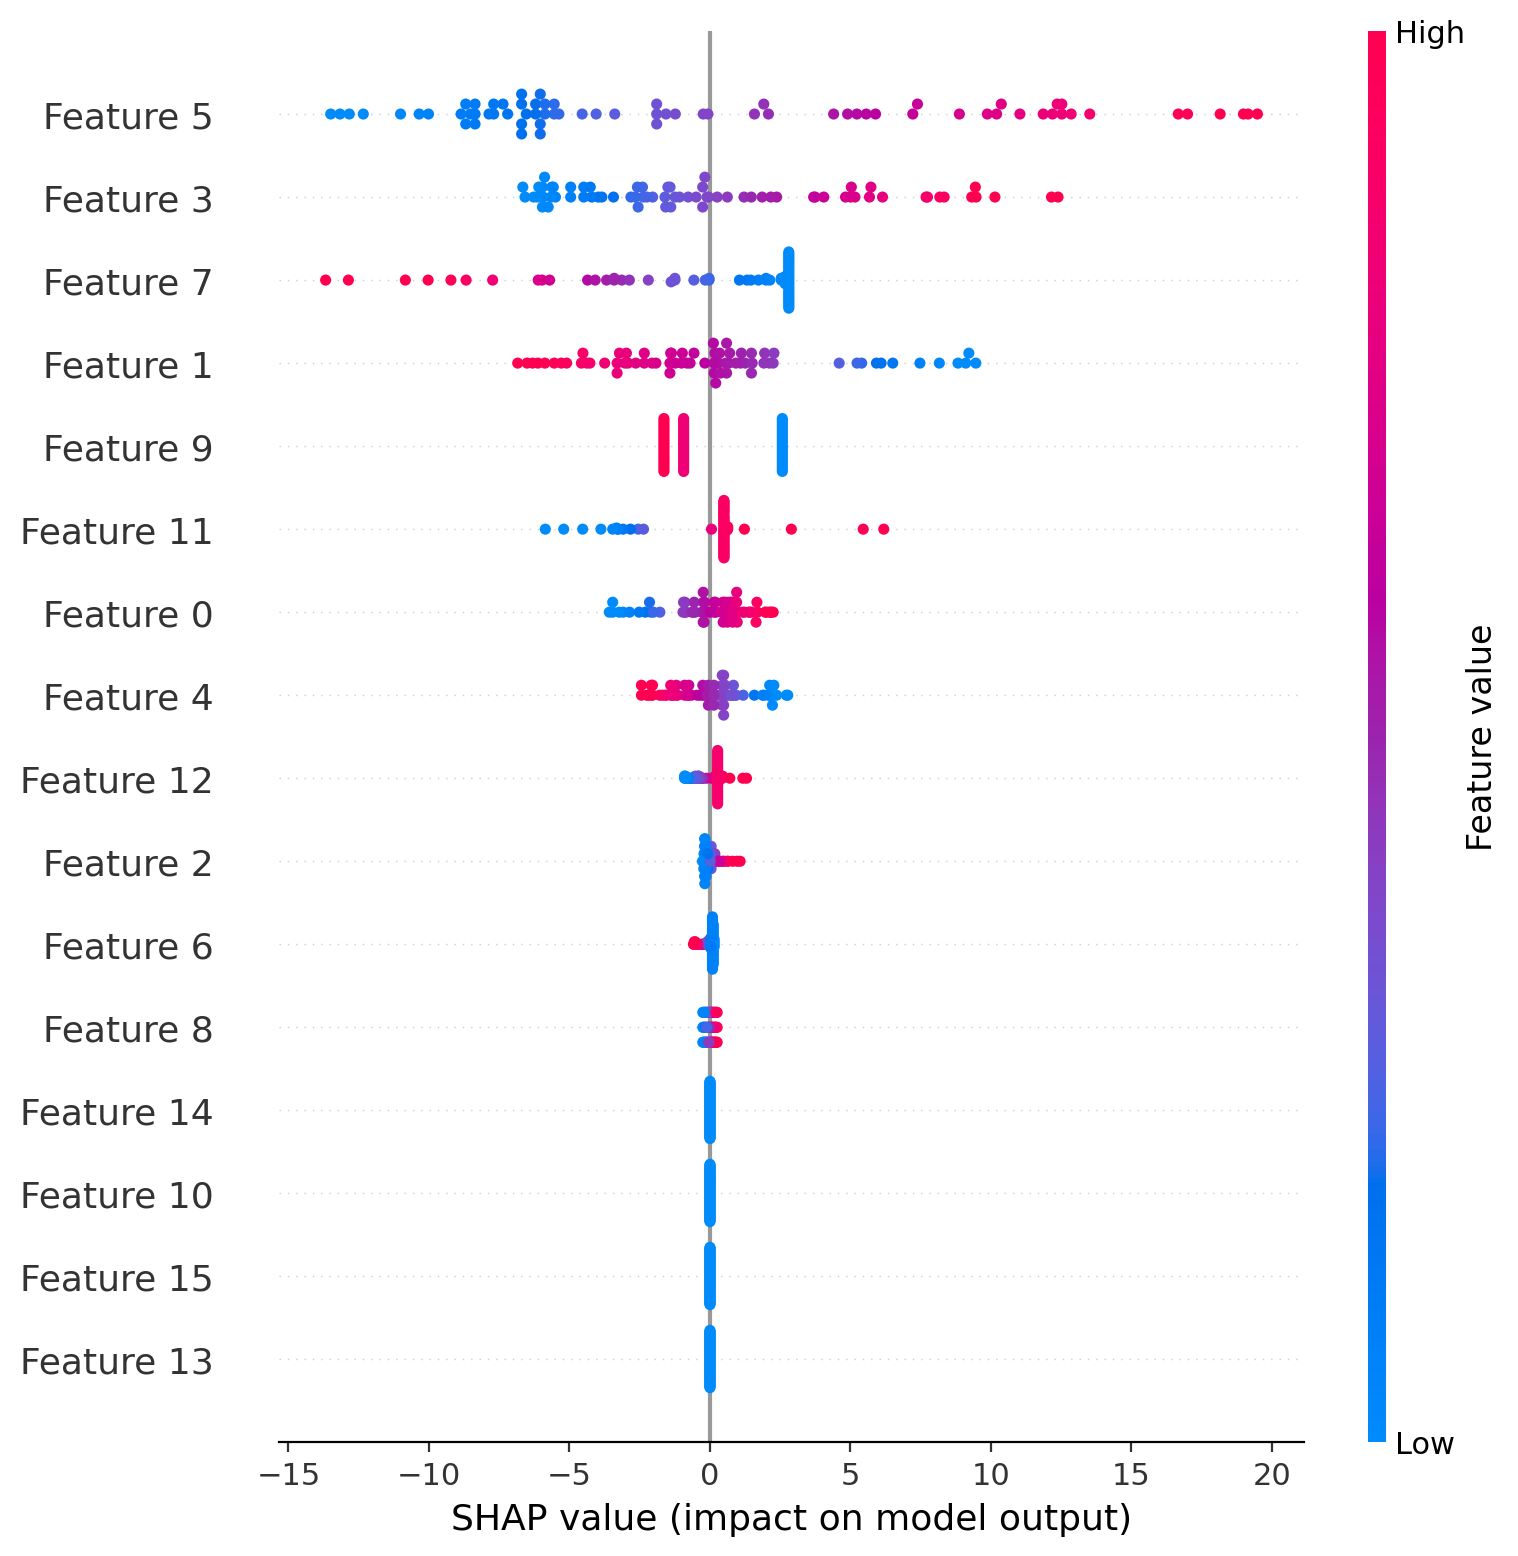 High
Feature 5
Feature 3
Feature 7
Feature 1
Feature 9
Feature 11
Feature 0
Feature 4
Feature 12
Feature 2
Feature 6
Feature 8
Feature 14
Feature 10
Feature 15
Feature 13
Feature value
Low
−15 −10 −5 0 5 10 15 20
SHAP value (impact on model output)